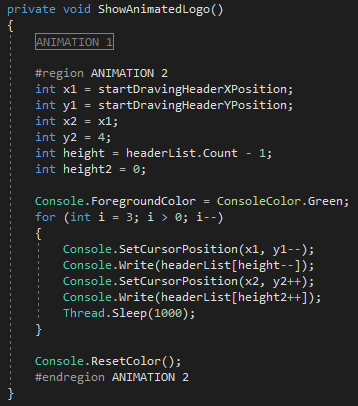 private void ShowAnimatedLogo()
{
ANIMATION 1
#region ANIMATION 2
int x1 = startDravingHeaderXPosition;
int y1 = startDravingHeaderYPosition;
int x2 = x1;
int y2 = 4;
int height = headerList.Count - 1;
int height2 = 0;
Console.ForegroundColor = ConsoleColor.Green;
for (int i = 3; i > 0; i--)
{
Console.SetCursorPosition(x1, y1--);
Console.Write(headerList[height--]);
Console.SetCursorPosition(x2, y2++);
Console.Write(headerList[height2++]);
Thread.Sleep(1000);
}
Console.ResetColor();
#endregion ANIMATION 2
}